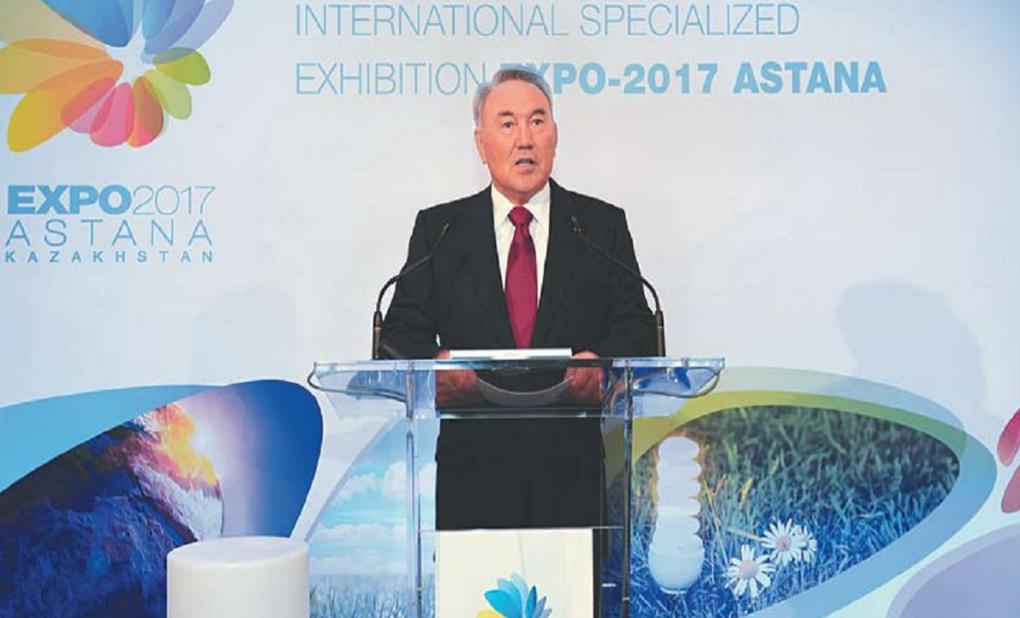 INTERNATIONAL SPECIALIZED
EXHIBITION EXPO-2017 ASTANA
EXPO2017
ASTANA
KAZAKHSTAN